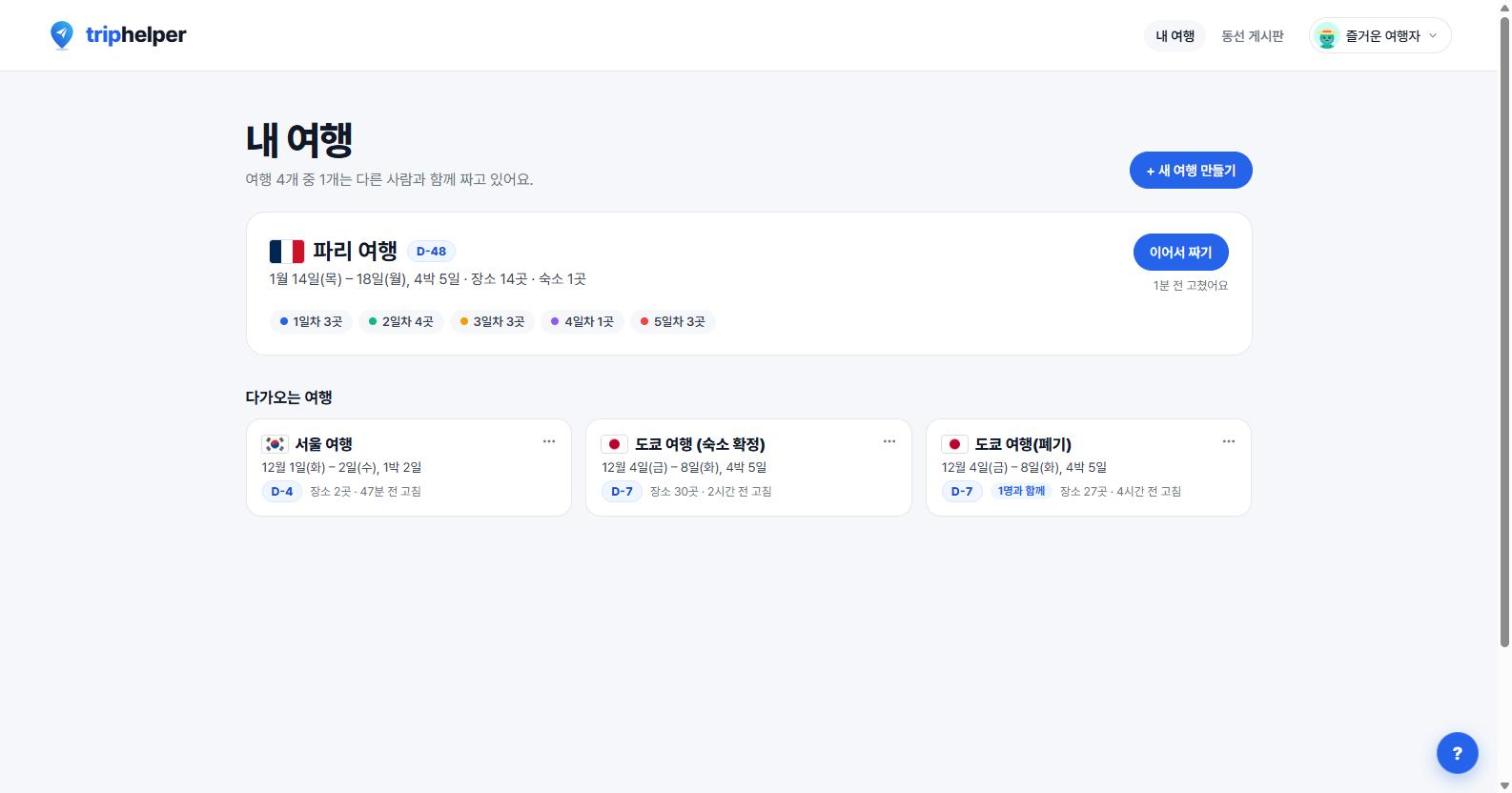 triphelper
내 여행
동선 게시판
즐거운 여행자
내 여행
여행 4개 중 1개는 다른 사람과 함께 짜고 있어요.
+ 새 여행 만들기
파리 여행 D-48
이어서 짜기
1월 14일(목) – 18일(월), 4박 5일 · 장소 14곳 · 숙소 1곳
1분 전 고쳤어요
1일차 3곳 2일차 4곳 3일차 3곳 4일차 1곳 5일차 3곳
다가오는 여행
서울 여행
12월 1일(화) – 2일(수), 1박 2일
D-4 장소 2곳 · 47분 전 고침
도쿄 여행 (숙소 확정)
12월 4일(금) – 8일(화), 4박 5일
D-7 장소 30곳 · 2시간 전 고침
도쿄 여행(폐기)
12월 4일(금) – 8일(화), 4박 5일
D-7 1명과 함께 장소 27곳 · 4시간 전 고침
?